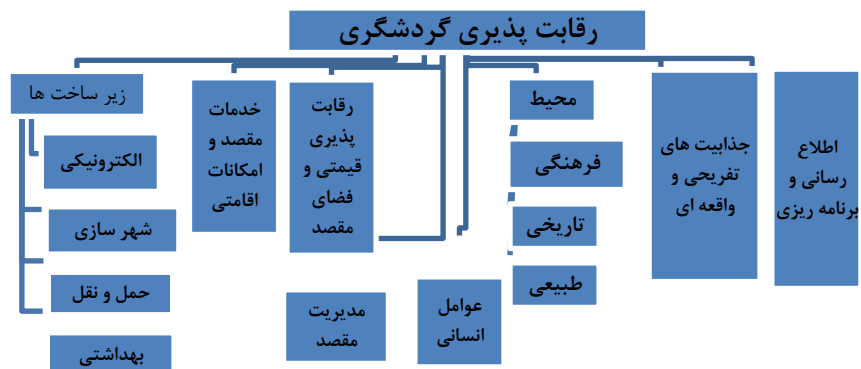 رقابت پذیری گردشگری
اطلاع
رسانی و
برنامه ریزی
جذابیت های
تفریحی و
واقعه ای
محیط
فرهنگی
تاریخی
طبیعی
عوامل
انسانی
رقابت
پذیری
قیمتی و
فضای
مقصد
مدیریت
مقصد
خدمات
مقصد و
امکانات
اقامتی
زیر ساخت ها
الکترونیکی
شهر سازی
حمل و نقل
بهداشتی